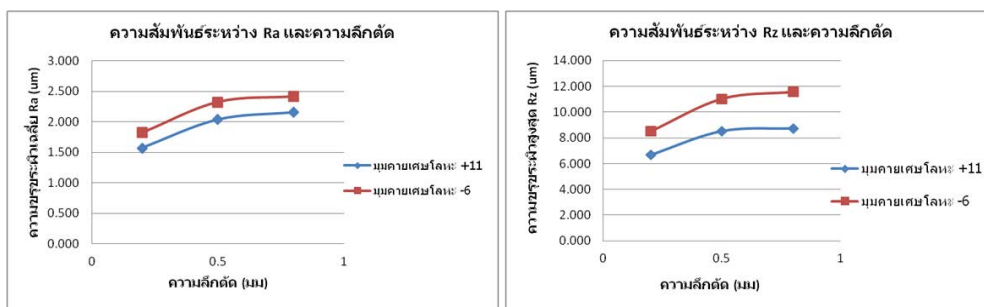 ความสัมพันธ์ระหว่าง Ra และความลึกตัด
ความขรุขระผิวเฉลี่ย Ra (um)
3.000
2.500
2.000
1.500
1.000
0.500
0.000
0
0.5
1
ความลึกตัด (มม)
มุมคายเศษโลหะ +11
มุมคายเศษโลหะ -6
ความสัมพันธ์ระหว่าง Rz และความลึกตัด
ความขรุขระผิวสูงสุด Rz (um)
14.000
12.000
10.000
8.000
6.000
4.000
2.000
0.000
0
0.5
1
ความลึกตัด (มม)
มุมคายเศษโลหะ +11
มุมคายเศษโลหะ -6